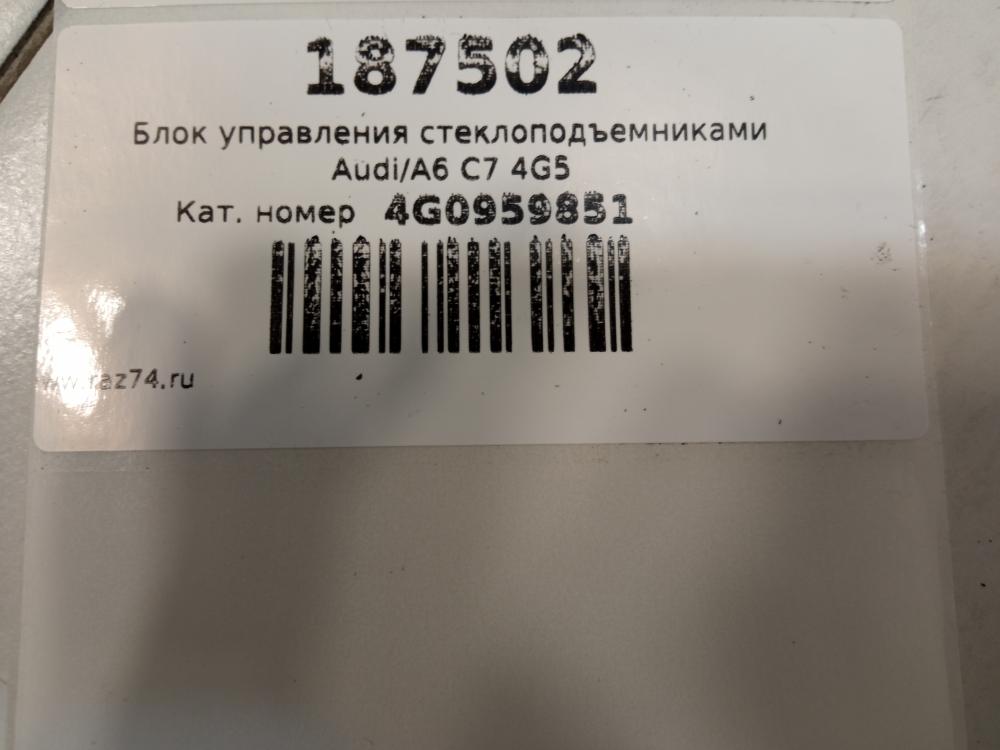 187502
Блок управления стеклоподъемниками
Audi/A6 C7 4G5
Кат. номер 4G0959851
www.raz74.ru